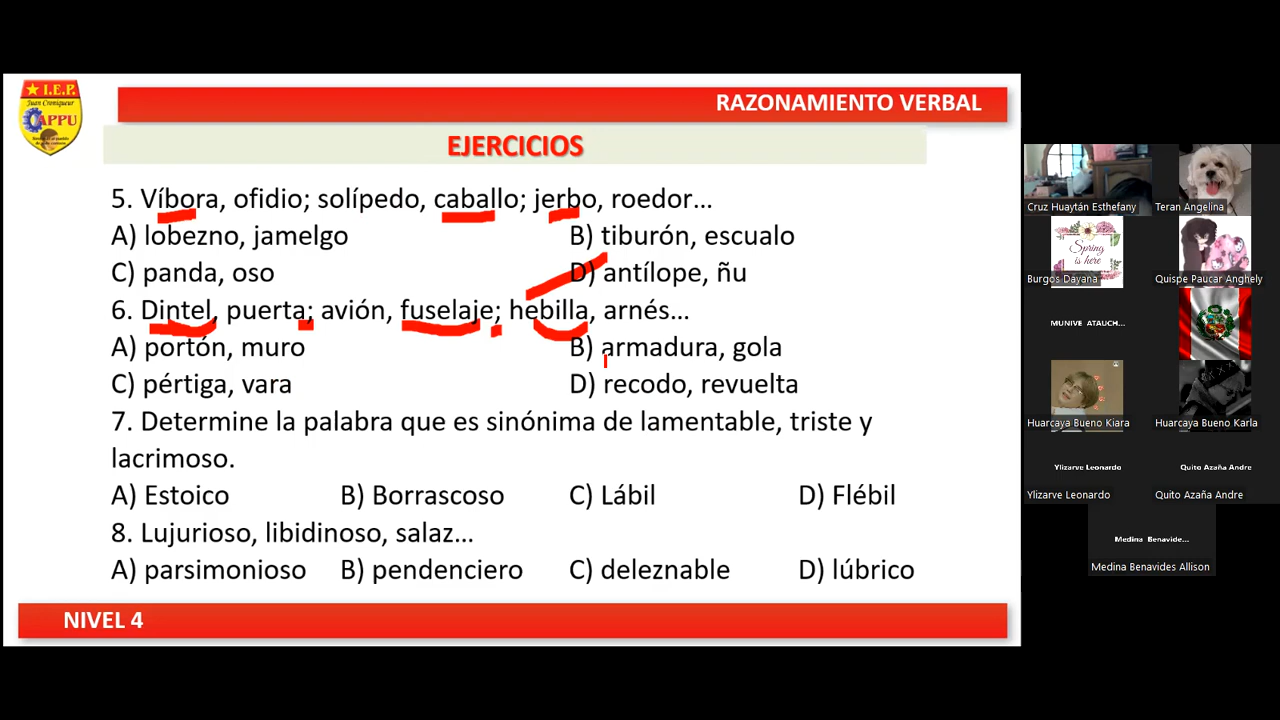 I.E.P.
Juan Croniqueur
CAPPU
RAZONAMIENTO VERBAL
EJERCICIOS
5. Víbora, ofidio; solípedo, caballo; jerbo, roedor...
A) lobezno, jamelgo
B) tiburón, escualo
C) panda, oso
D) antílope, ñu
6. Dintel, puerta; avión, fuselaje; hebilla, arnés...
A) portón, muro
B) armadura, gola
C) pértiga, vara
D) recodo, revuelta
7. Determine la palabra que es sinónima de lamentable, triste y
lacrimoso.
A) Estoico
B) Borrascoso
C) Lábil
D) Flébil
8. Lujurioso, libidinoso, salaz...
A) parsimonioso
B) pendenciero
C) deleznable
D) lúbrico
NIVEL 4
Cruz Huaytán Esthefany
Teran Angelina
Spring
is here
Burgos Dayana
Quispe Paucar Anghely
MUNIVE ATAUCH...
Huarcaya Bueno Kiara
Huarcaya Bueno Karla
Ylizarve Leonardo
Ylizarve Leonardo
Quito Azaña Andre
Quito Azaña Andre
Medina Benavide...
Medina Benavides Allison